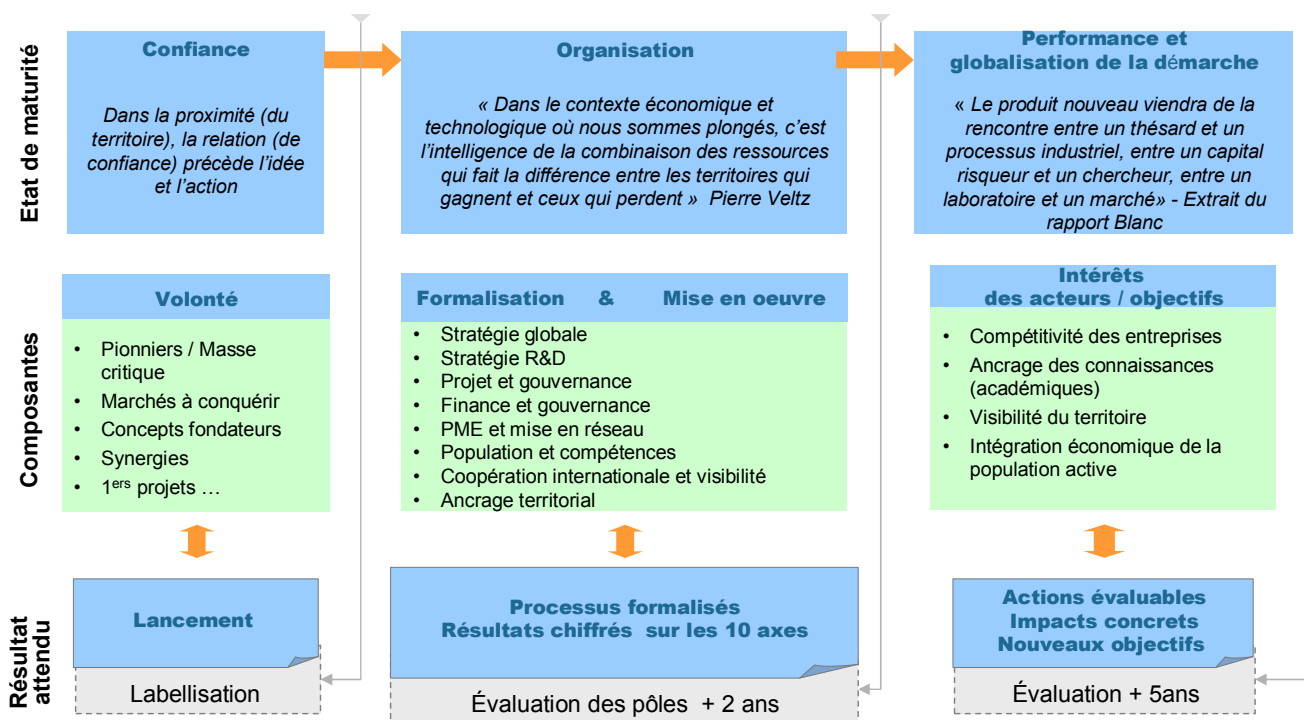 Etat de maturité
Confiance
Dans la proximité (du
territoire), la relation (de
confiance) précède l'idée
et l'action
Organisation
« Dans le contexte économique et
technologique où nous sommes plongés, c'est
l'intelligence de la combinaison des ressources
qui fait la différence entre les territoires qui
gagnent et ceux qui perdent » Pierre Veltz
Performance et
globalisation de la démarche
« Le produit nouveau viendra de la
rencontre entre un thésard et un
processus industriel, entre un capital
risqueur et un chercheur, entre un
laboratoire et un marché» - Extrait du
rapport Blanc
Composantes
Volonté
• Pionniers / Masse
critique
• Marchés à conquérir
• Concepts fondateurs
• Synergies
• 1ers projets …
Formalisation & Mise en oeuvre
• Stratégie globale
• Stratégie R&D
• Projet et gouvernance
• Finance et gouvernance
• PME et mise en réseau
• Population et compétences
• Coopération internationale et visibilité
• Ancrage territorial
Intérêts
des acteurs / objectifs
• Compétitivité des entreprises
• Ancrage des connaissances
(académiques)
• Visibilité du territoire
• Intégration économique de la
population active
Résultat
attendu
Lancement
Labellisation
Processus formalisés
Résultats chiffrés sur les 10 axes
Évaluation des pôles + 2 ans
Actions évaluables
Impacts concrets
Nouveaux objectifs
Évaluation + 5ans